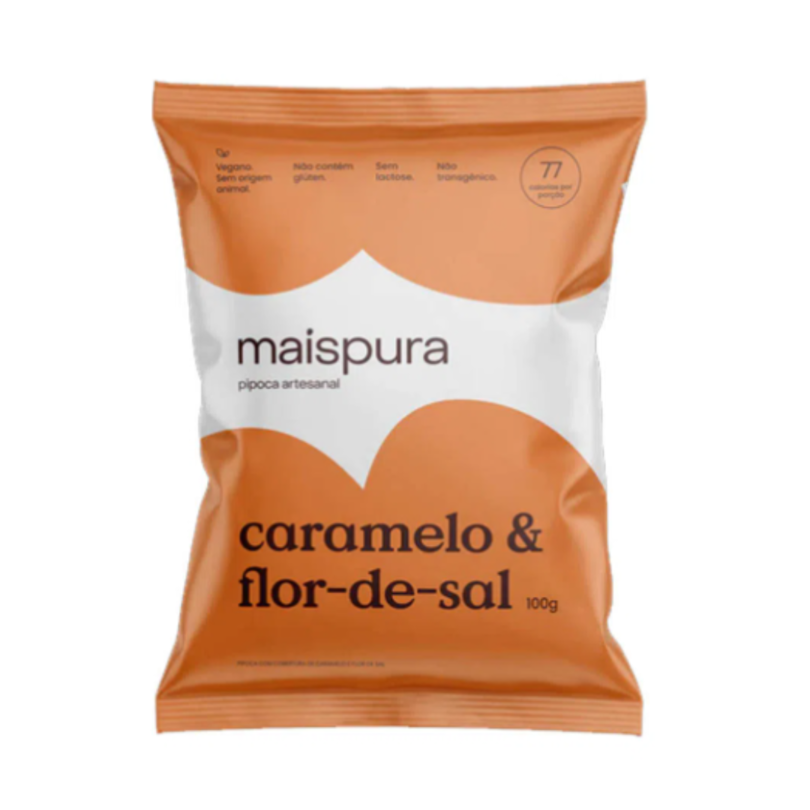 Vegano.
Sem origem
animal.
Não contém
glúten.
Sem
lactose.
Não
transgênico.
77
calorias por
porção
maispura
pipoca artesanal
caramelo &
flor-de-sal 100g